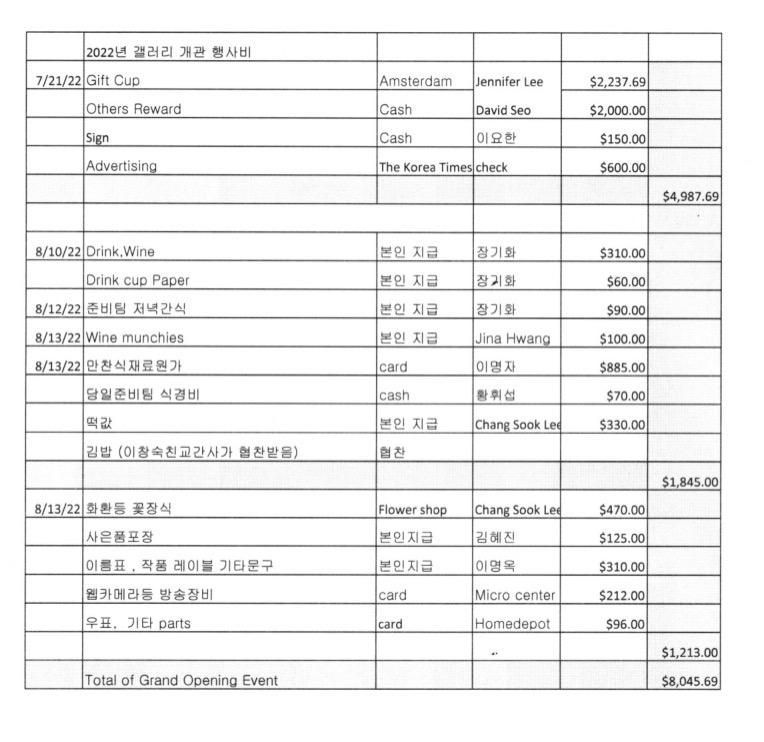 2022년 갤러리 개관 행사비
7/21/22 Gift Cup Amsterdam Jennifer Lee $2,237.69
Others Reward Cash David Seo $2,000.00
Sign Cash 이요한 $150.00
Advertising The Korea Times check $600.00
$4,987.69
8/10/22 Drink,Wine 본인 지급 장기화 $310.00
Drink cup Paper 본인 지급 장기화 $60.00
8/12/22 준비팀 저녁간식 본인 지급 장기화 $90.00
8/13/22 Wine munchies 본인 지급 Jina Hwang $100.00
8/13/22 만찬식재료원가 card 이명자 $885.00
당일준비팀 식경비 cash 황휘섭 $70.00
떡값 본인 지급 Chang Sook Lee $330.00
김밥 (이창숙친교간사가 협찬받음) 협찬
$1,845.00
8/13/22 화환등 꽃장식 Flower shop Chang Sook Lee $470.00
사은품포장 본인지급 김혜진 $125.00
이름표 , 작품 레이블 기타문구 본인지급 이명옥 $310.00
웹카메라등 방송장비 card Micro center $212.00
우표, 기타 parts card Homedepot $96.00
$1,213.00
Total of Grand Opening Event $8,045.69